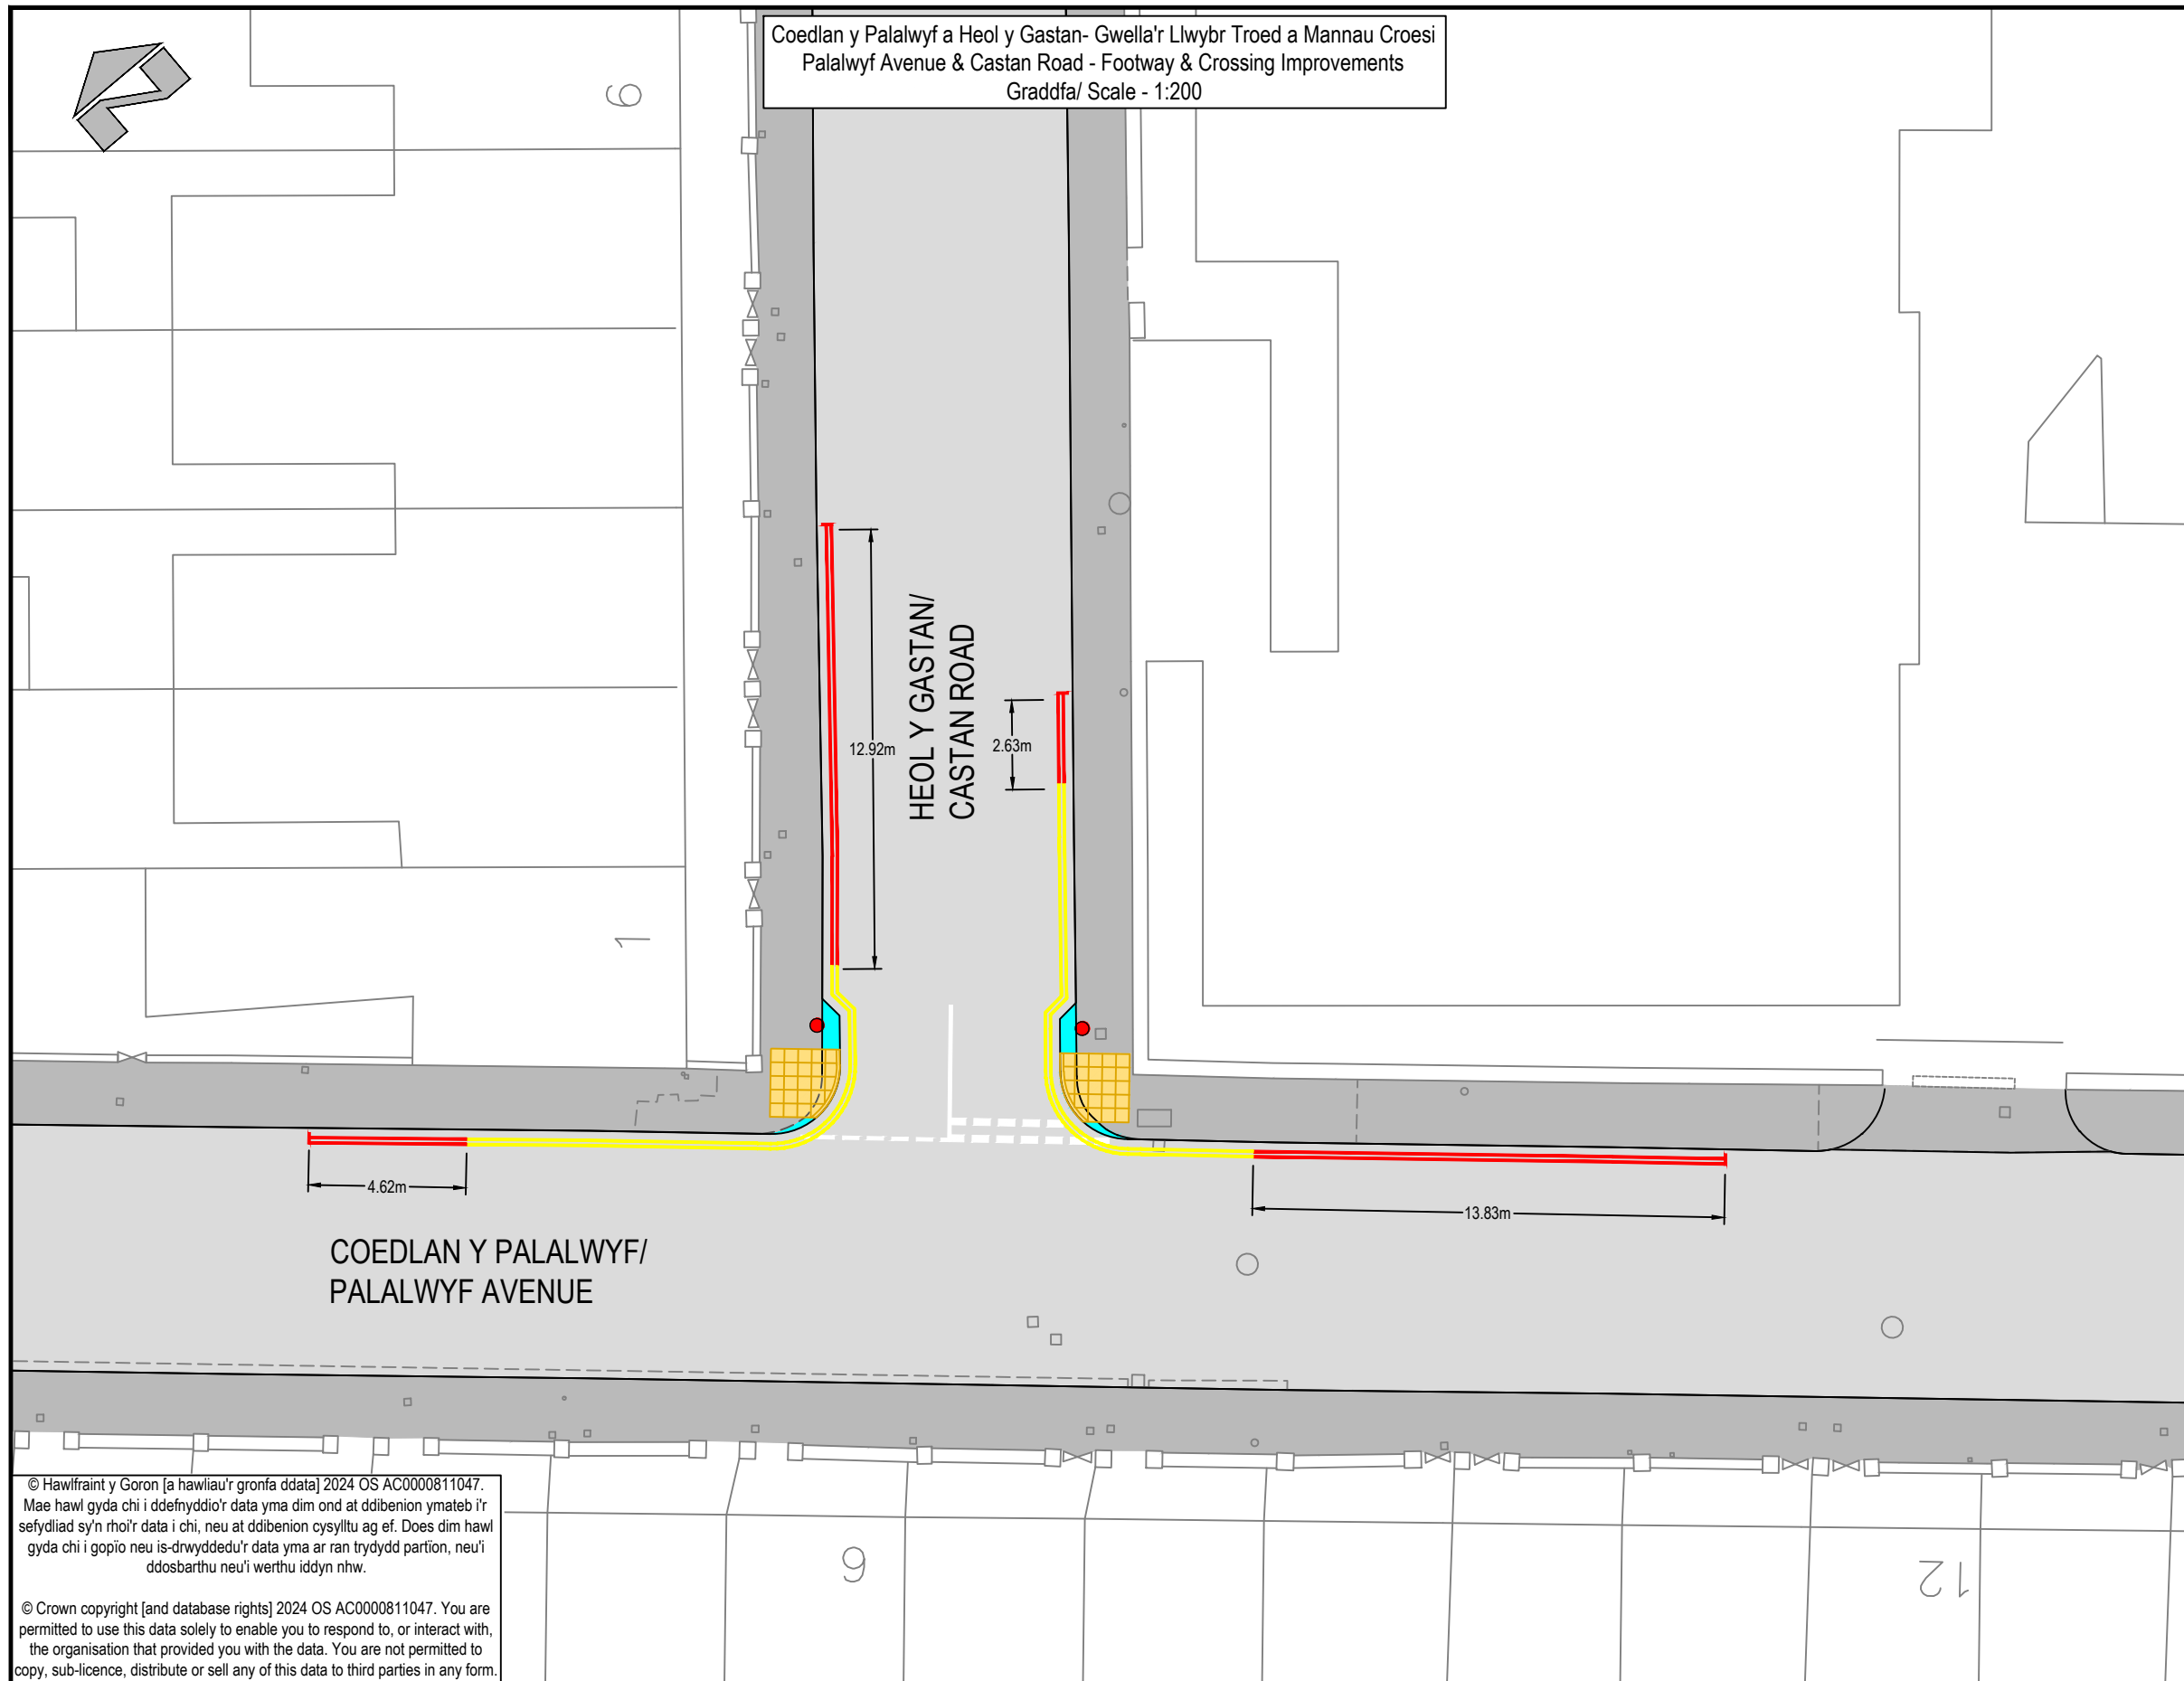 Coedlan y Palalwyf a Heol y Gastan- Gwella'r Llwybr Troed a Mannau Croesi
Palalwyf Avenue & Castan Road - Footway & Crossing Improvements
Graddfa/ Scale - 1:200
9
1
HEOL Y GASTAN/
CASTAN ROAD
12.92m
2.63m
4.62m
13.83m
COEDLAN Y PALALWYF/
PALALWYF AVENUE
6
12
© Hawlfraint y Goron [a hawliau'r gronfa ddata] 2024 OS AC0000811047.
Mae hawl gyda chi i ddefnyddio'r data yma dim ond at ddibenion ymateb i'r
sefydliad sy'n rhoi'r data i chi, neu at ddibenion cysylltu ag ef. Does dim hawl
gyda chi i gopïo neu is-drwyddedu'r data yma ar ran trydydd partïon, neu'i
ddosbarthu neu'i werthu iddyn nhw.
© Crown copyright [and database rights] 2024 OS AC0000811047. You are
permitted to use this data solely to enable you to respond to, or interact with,
the organisation that provided you with the data. You are not permitted to
copy, sub-licence, distribute or sell any of this data to third parties in any form.